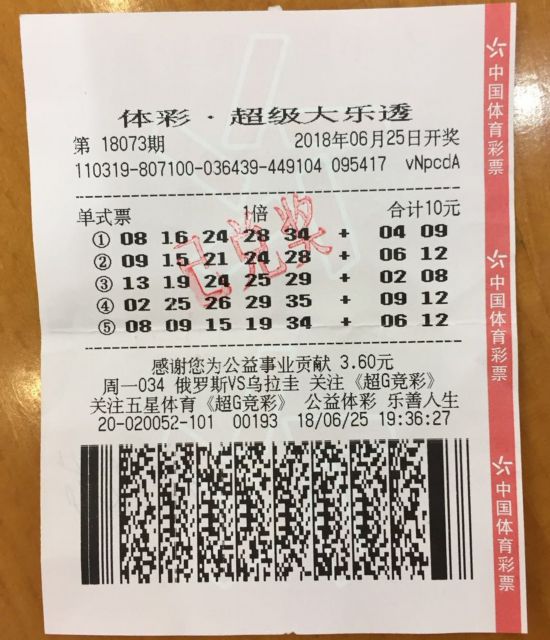 体彩·超级大乐透
第 18073期 2018年06月25日开奖
110319-807100-036439-449104 095417 vNpcdA
单式票 1倍 合计10元
① 08 16 24 28 34 + 04 09
② 09 15 21 24 28 + 06 12
③ 13 19 24 25 29 + 02 08
④ 02 25 26 29 35 + 09 12
⑤ 08 09 15 19 34 + 06 12
已兑奖
感谢您为公益事业贡献 3.60元
周一034 俄罗斯VS乌拉圭 关注《超G竞彩》
关注五星体育《超G竞彩》 公益体彩 乐善人生
20-020052-101 00193 18/06/25 19:36:27
中国体育彩票
中国体育彩票
中国体育彩票